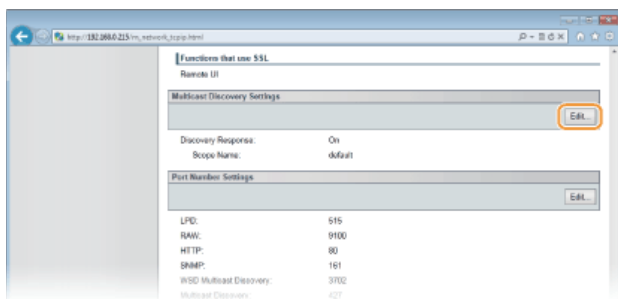 http://192.168.0.215/m_network_tcpip.html
Functions that use SSL
Remote UI
Multicast Discovery Settings
Edit...
Discovery Response: On
Scope Name: default
Port Number Settings
Edit...
LPD: 515
RAW: 9100
HTTP: 80
SNMP: 161
WSD Multicast Discovery: 3702
Multicast Discovery: 427